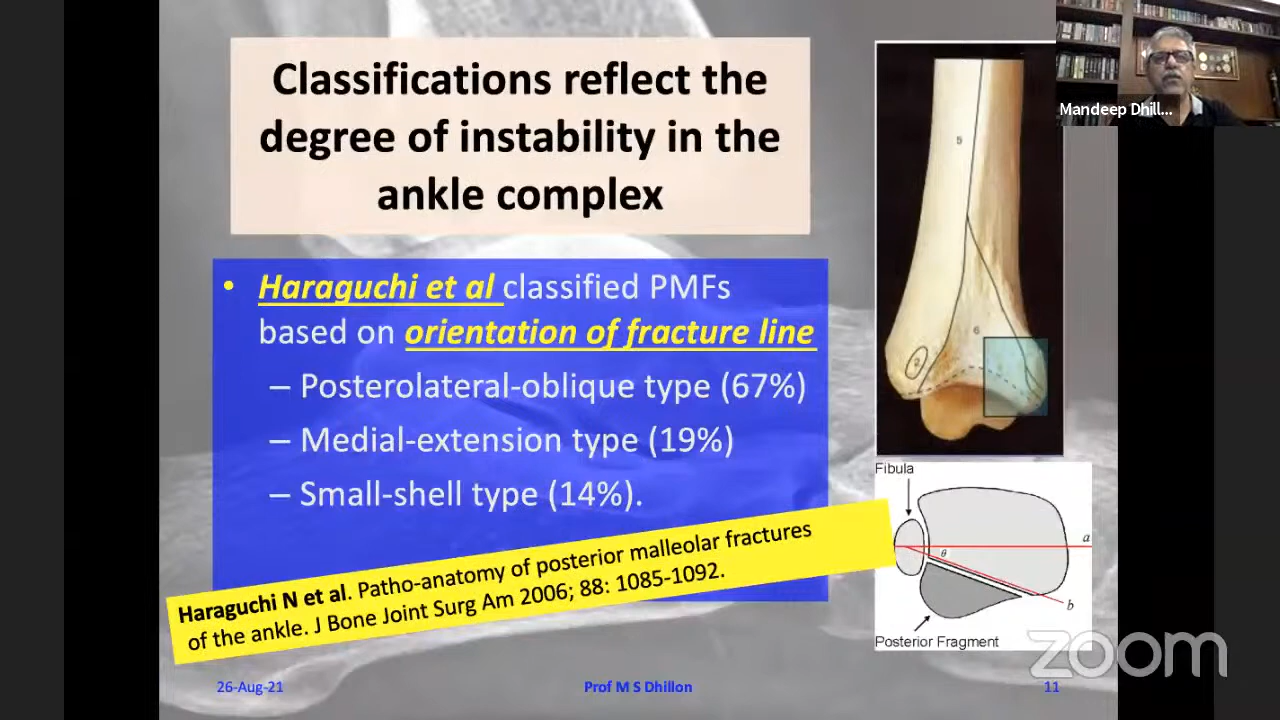 Classifications reflect the
degree of instability in the
ankle complex
Mandeep Dhill...
• Haraguchi et al classified PMFs
based on orientation of fracture line
– Posterolateral-oblique type (67%)
– Medial-extension type (19%)
– Small-shell type (14%).
Haraguchi N et al. Patho-anatomy of posterior malleolar fractures
of the ankle. J Bone Joint Surg Am 2006; 88: 1085-1092.
5
6
2
Fibula
a
θ
b
Posterior Fragment
zoom
26-Aug-21
Prof M S Dhillon
11